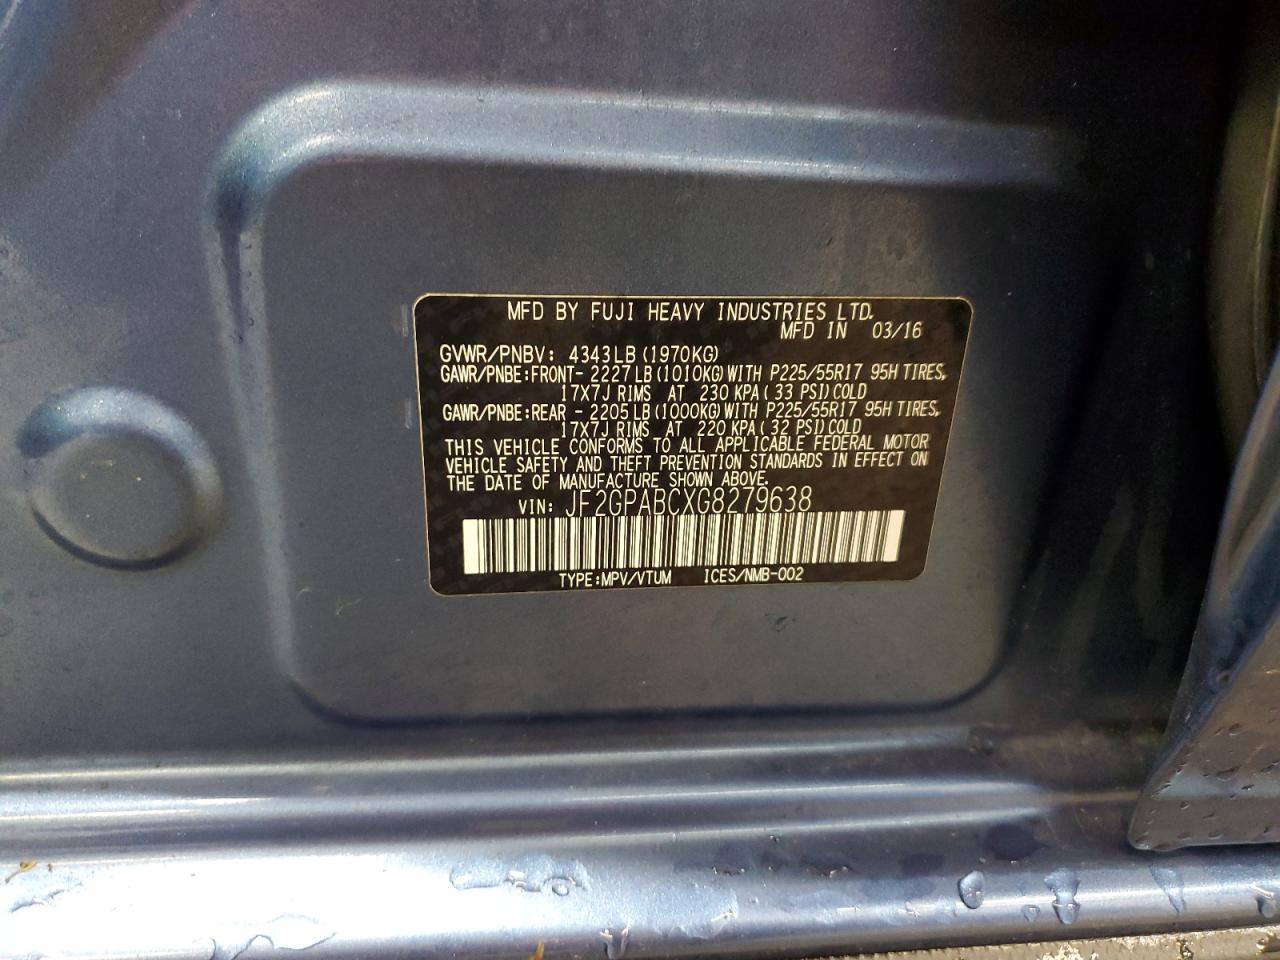 MFD BY FUJI HEAVY INDUSTRIES LTD.
MFD IN 03/16
GVWR/PNBV: 4343LB (1970KG)
GAWR/PNBE:FRONT- 2227LB (1010KG) WITH P225/55R17 95H TIRES,
17X7J RIMS AT 230 KPA (33 PSI) COLD
GAWR/PNBE:REAR - 2205LB (1000KG) WITH P225/55R17 95H TIRES,
17X7J RIMS AT 220 KPA (32 PSI) COLD
THIS VEHICLE CONFORMS TO ALL APPLICABLE FEDERAL MOTOR
VEHICLE SAFETY AND THEFT PREVENTION STANDARDS IN EFFECT ON
THE DATE OF MANUFACTURE SHOWN ABOVE.
VIN: JF2GPABCXG8279638
TYPE:MPV/VTUM ICES/NMB-002